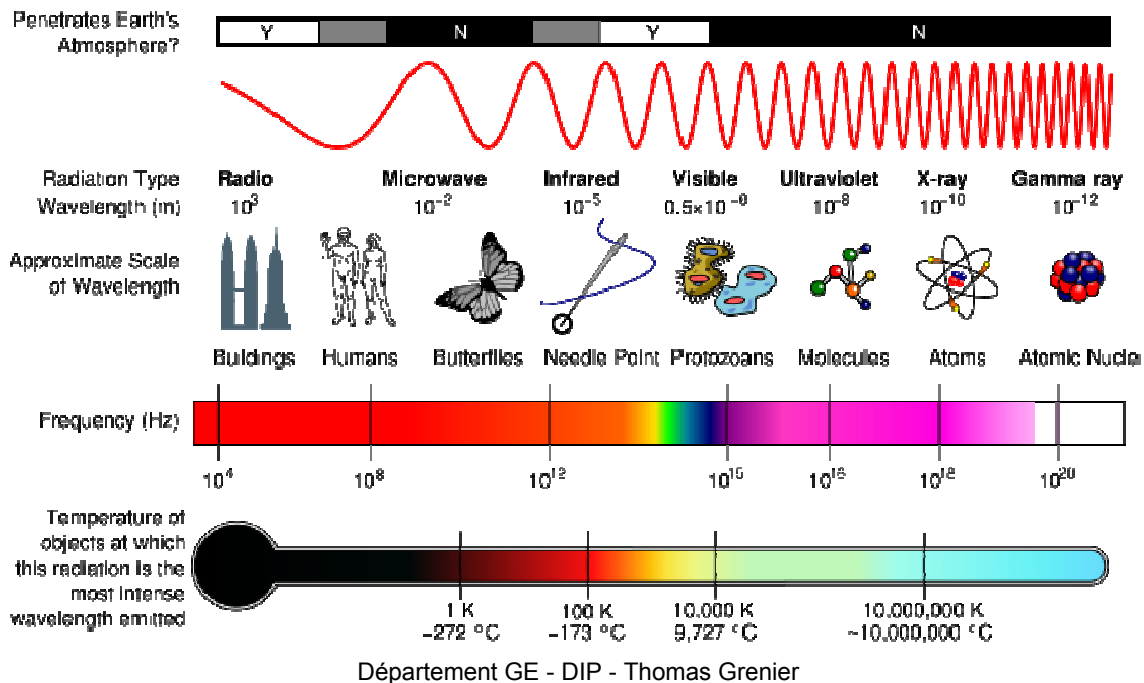 Penetrates Earth's
Atmosphere?
Y N Y N
Radiation Type Radio Microwave Infrared Visible Ultraviolet X-ray Gamma ray
Wavelength (m) 10³ 10⁻² 10⁻⁵ 0.5×10⁻⁶ 10⁻⁸ 10⁻¹⁰ 10⁻¹²
Approximate Scale
of Wavelength
Buildings Humans Butterflies Needle Point Protozoans Molecules Atoms Atomic Nuclei
Frequency (Hz)
10⁴ 10⁸ 10¹² 10¹⁵ 10¹⁶ 10¹⁸ 10²⁰
Temperature of
objects at which
this radiation is the
most intense
wavelength emitted
1 K 100 K 10,000 K 10,000,000 K
−272 °C −173 °C 9,727 °C ~10,000,000 °C
Département GE - DIP - Thomas Grenier